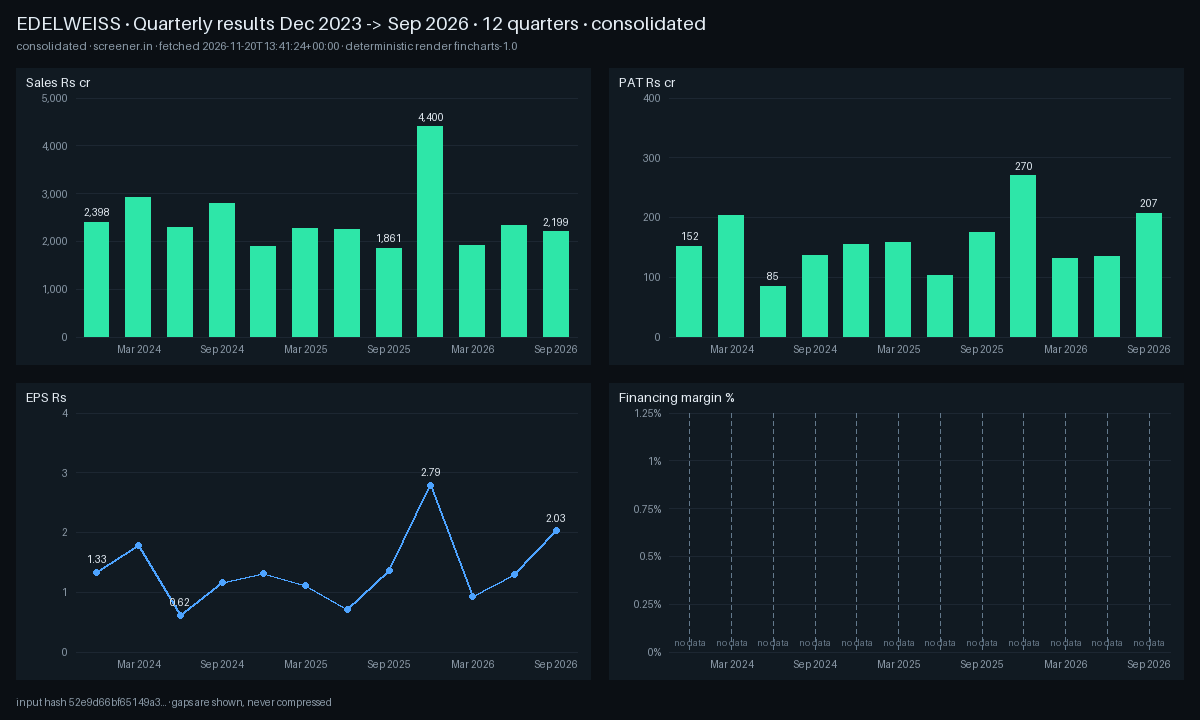 EDELWEISS · Quarterly results Dec 2023 -> Sep 2026 · 12 quarters · consolidated
consolidated · screener.in · fetched 2026-11-20T13:41:24+00:00 · deterministic render fincharts-1.0
Sales Rs cr
5,000
4,000
3,000
2,000
1,000
0
2,398
1,861
4,400
2,199
Mar 2024
Sep 2024
Mar 2025
Sep 2025
Mar 2026
Sep 2026
PAT Rs cr
400
300
200
100
0
152
85
270
207
Mar 2024
Sep 2024
Mar 2025
Sep 2025
Mar 2026
Sep 2026
EPS Rs
4
3
2
1
0
1.33
0.62
2.79
2.03
Mar 2024
Sep 2024
Mar 2025
Sep 2025
Mar 2026
Sep 2026
Financing margin %
1.25%
1%
0.75%
0.5%
0.25%
0%
no data
no data
no data
no data
no data
no data
no data
no data
no data
no data
no data
no data
Mar 2024
Sep 2024
Mar 2025
Sep 2025
Mar 2026
Sep 2026
input hash 52e9d66bf65149a3… · gaps are shown, never compressed